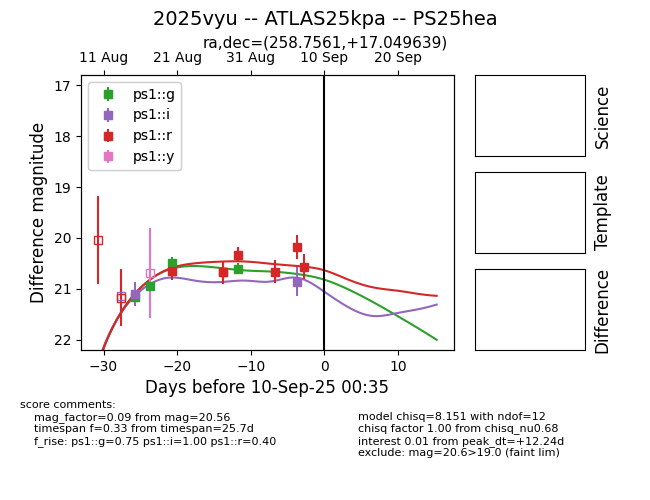 2025vyu -- ATLAS25kpa -- PS25hea
ra,dec=(258.7561,+17.049639)
11 Aug 21 Aug 31 Aug 10 Sep 20 Sep
17
18
19
20
21
22
Difference magnitude
ps1::g
ps1::i
ps1::r
ps1::y
−30 −20 −10 0 10
Days before 10-Sep-25 00:35
Science
Template
Difference
score comments:
mag_factor=0.09 from mag=20.56
timespan f=0.33 from timespan=25.7d
f_rise: ps1::g=0.75 ps1::i=1.00 ps1::r=0.40
model chisq=8.151 with ndof=12
chisq factor 1.00 from chisq_nu0.68
interest 0.01 from peak_dt=+12.24d
exclude: mag=20.6>19.0 (faint lim)